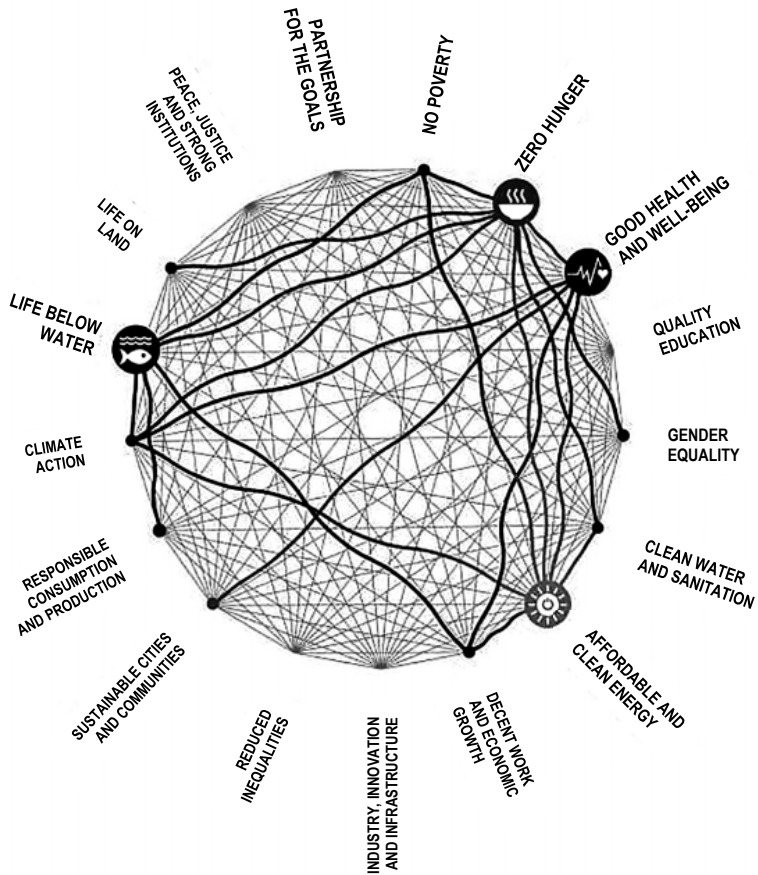 NO POVERTY
ZERO HUNGER
GOOD HEALTH
AND WELL-BEING
QUALITY
EDUCATION
GENDER
EQUALITY
CLEAN WATER
AND SANITATION
AFFORDABLE AND
CLEAN ENERGY
DECENT WORK
AND ECONOMIC
GROWTH
INDUSTRY, INNOVATION
AND INFRASTRUCTURE
REDUCED
INEQUALITIES
SUSTAINABLE CITIES
AND COMMUNITIES
RESPONSIBLE
CONSUMPTION
AND PRODUCTION
CLIMATE
ACTION
LIFE BELOW
WATER
LIFE ON
LAND
PEACE, JUSTICE
AND STRONG
INSTITUTIONS
PARTNERSHIP
FOR THE GOALS